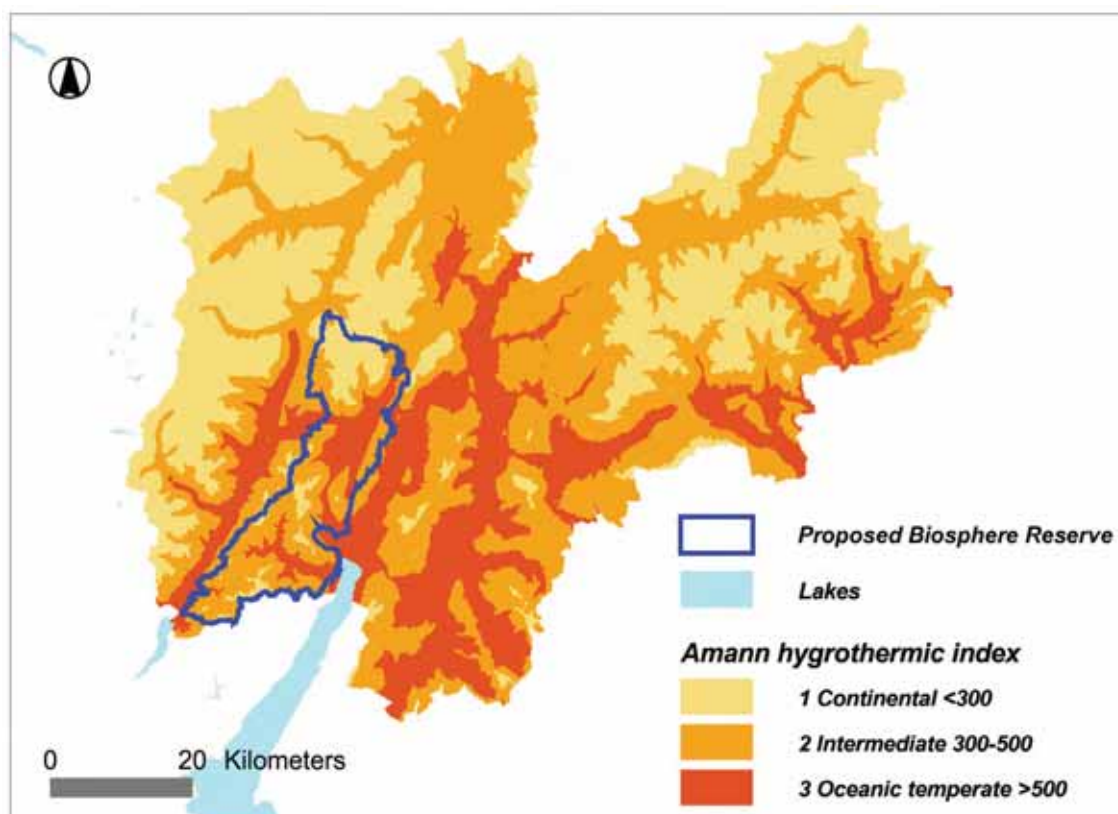 Proposed Biosphere Reserve
Lakes
Amann hygrothermic index
1 Continental <300
2 Intermediate 300-500
3 Oceanic temperate >500
0 20 Kilometers